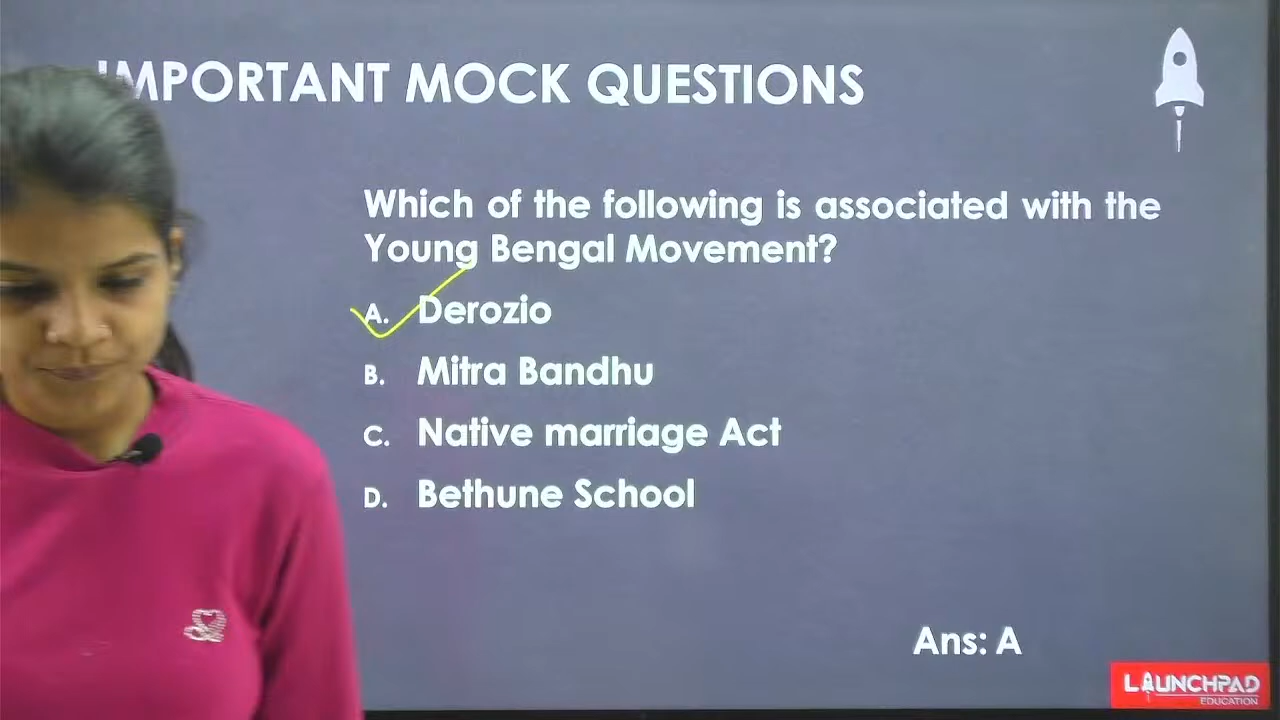 IMPORTANT MOCK QUESTIONS
Which of the following is associated with the
Young Bengal Movement?
A. Derozio
B. Mitra Bandhu
C. Native marriage Act
D. Bethune School
Ans: A
LAUNCHPAD
EDUCATION